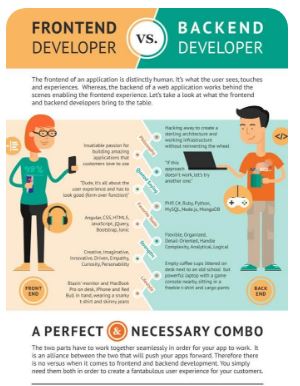 FRONTEND
DEVELOPER
VS.
BACKEND
DEVELOPER
The frontend of an application is distinctly human. It's what the user sees, touches
and experiences. Whereas, the backend of a web application works behind the
scenes enabling the frontend experience. Let's take a look at what the frontend
and backend developers bring to the table.
Insatiable passion for
building amazing
applications that
customers love to use
Hacking away to create a
sterling architecture and
working infrastructure
without reinventing the wheel
"Dude, it's all about the
user experience and has to
look good (form over function)"
"If this
approach
doesn't work, let's try
another one."
Angular, CSS, HTML5,
JavaScript, jQuery,
Bootstrap, Ionic
PHP, C#, Ruby, Python,
MySQL, Node.js, MongoDB
Creative, Imaginative,
Innovative, Driven, Empathy,
Curiosity, Personability
Flexible, Organized,
Detail-Oriented, Handle
Complexity, Analytical, Logical
Blazin' monitor and MacBook
Pro on desk, iPhone and Red
Bull in hand, wearing a snarky
t-shirt and skinny jeans
Empty coffee cups littered on
desk next to an old school but
powerful laptop with a game
console nearby, sitting in a
freebie t-shirt and cargo pants
FRONT
END
BACK
END
A PERFECT & NECESSARY COMBO
The two parts have to work together seamlessly in order for your app to work. It
is an alliance between the two that will push your app forward. Therefore there
is no versus when it comes to frontend and backend development. You simply
need them both in order to create a fantabulous user experience for your customers.